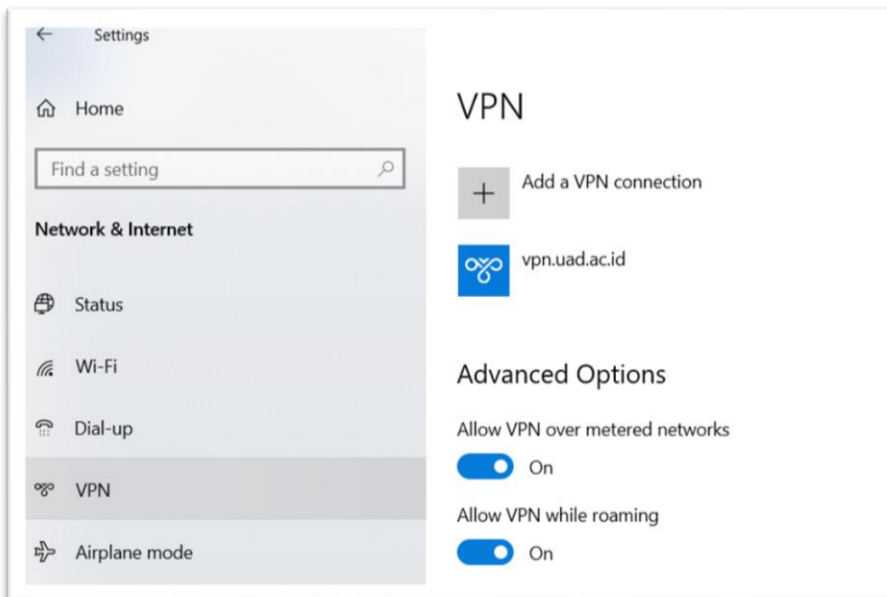 Settings
Home
Find a setting
Network & Internet
Status
Wi-Fi
Dial-up
VPN
Airplane mode
VPN
Add a VPN connection
vpn.uad.ac.id
Advanced Options
Allow VPN over metered networks
On
Allow VPN while roaming
On